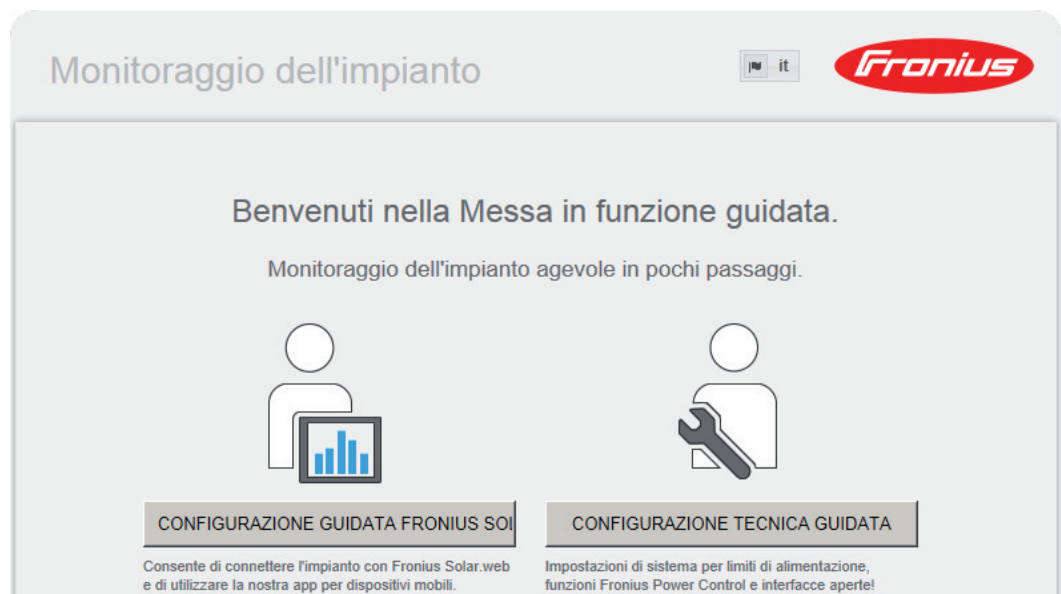 Monitoraggio dell'impianto
it
Fronius
Benvenuti nella Messa in funzione guidata.
Monitoraggio dell'impianto agevole in pochi passaggi.
CONFIGURAZIONE GUIDATA FRONIUS SOL
CONFIGURAZIONE TECNICA GUIDATA
Consente di connettere l'impianto con Fronius Solar.web
e di utilizzare la nostra app per dispositivi mobili.
Impostazioni di sistema per limiti di alimentazione,
funzioni Fronius Power Control e interfacce aperte!